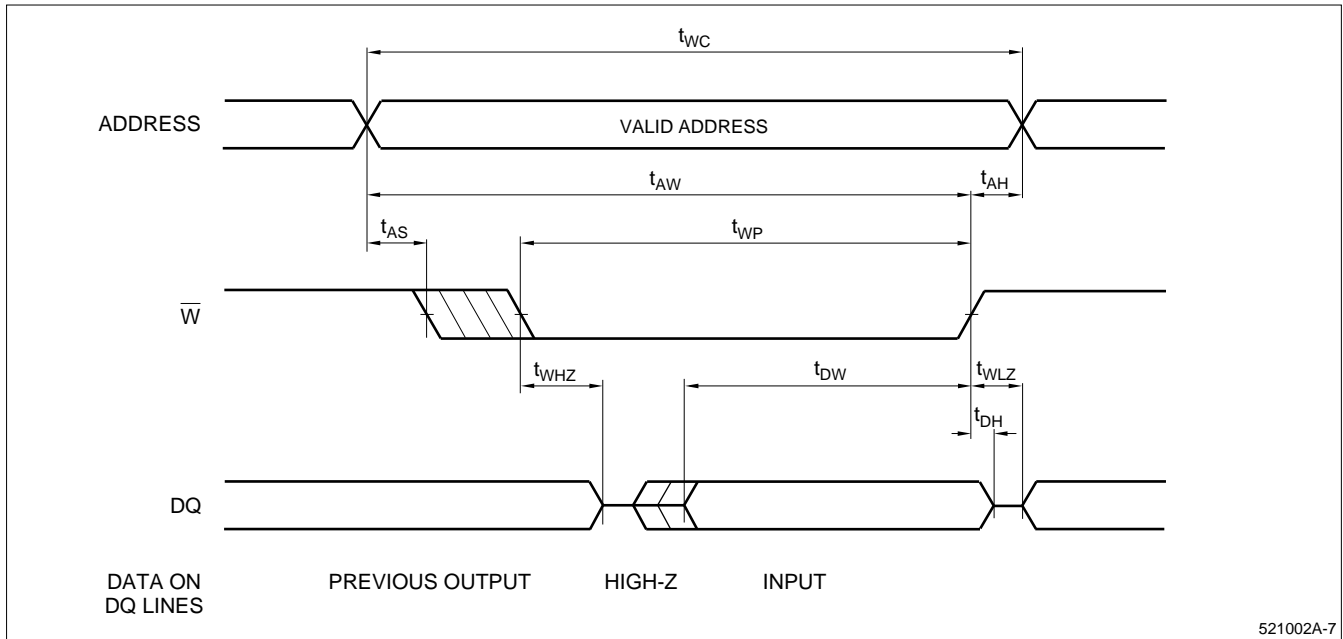 tWC
ADDRESS
VALID ADDRESS
tAW
tAH
tAS
tWP
W̅
tWHZ
tDW
tWLZ
tDH
DQ
DATA ON
DQ LINES
PREVIOUS OUTPUT
HIGH-Z
INPUT
521002A-7